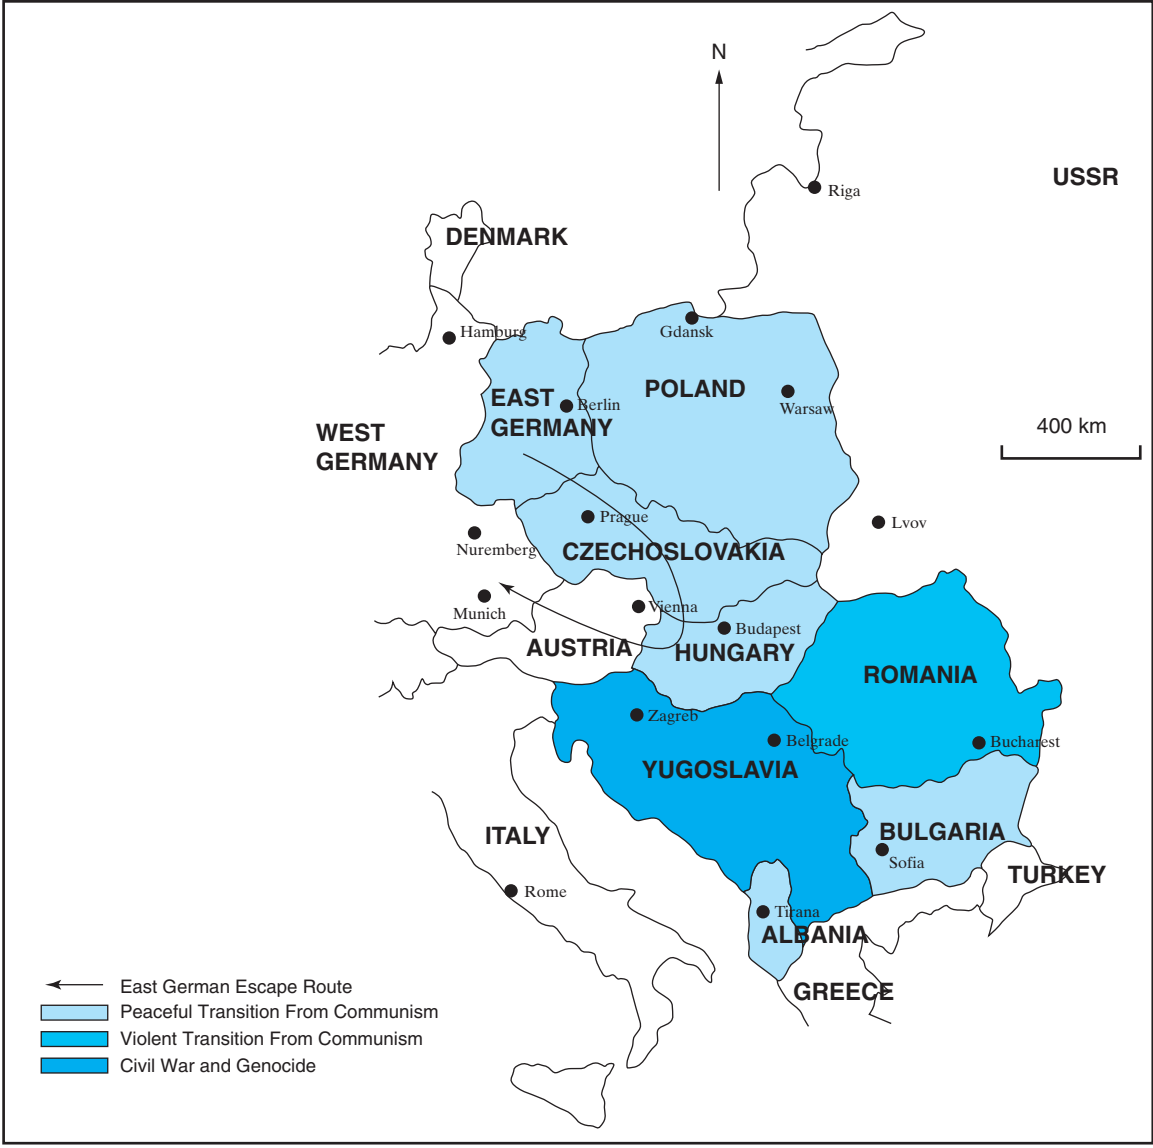 N
USSR
Riga
DENMARK
Hamburg
Gdansk
POLAND
EAST
GERMANY
Berlin
Warsaw
400 km
WEST
GERMANY
Prague
Lvov
Nuremberg
CZECHOSLOVAKIA
Munich
Vienna
Budapest
AUSTRIA
HUNGARY
ROMANIA
Zagreb
Belgrade
Bucharest
YUGOSLAVIA
ITALY
BULGARIA
Sofia
TURKEY
Rome
Tirana
ALBANIA
GREECE
East German Escape Route
Peaceful Transition From Communism
Violent Transition From Communism
Civil War and Genocide